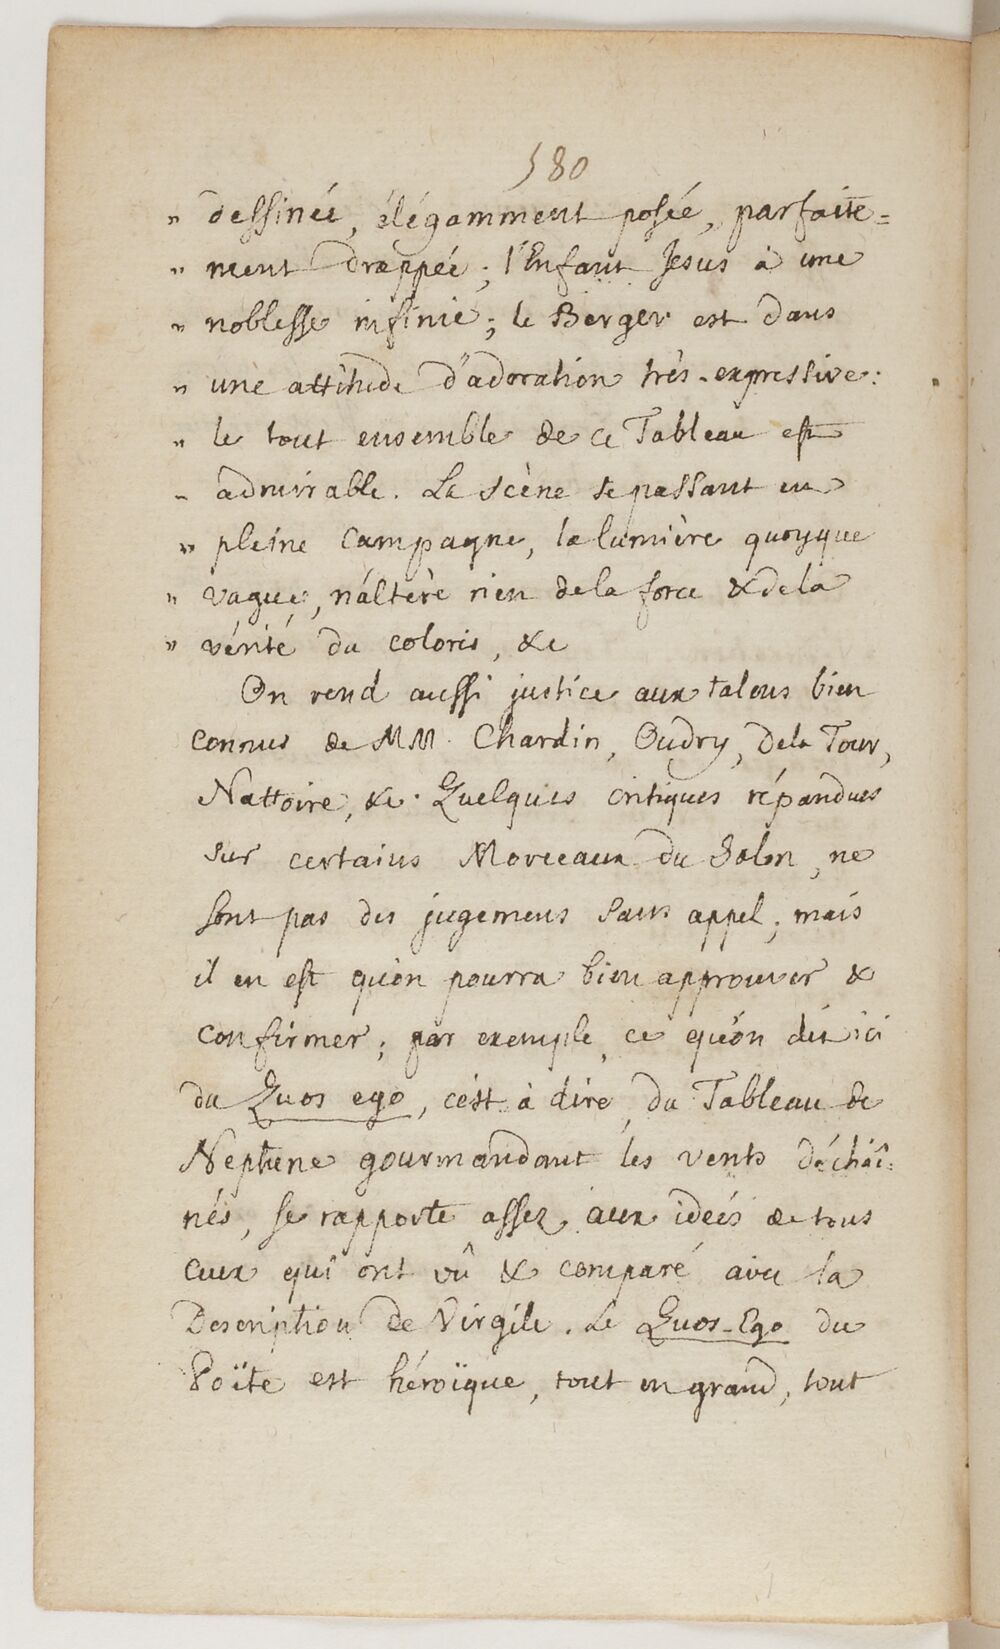 580
" dessinée, élégamment posée, parfaite=
" ment drappée ; l'Enfant Jesus a une
" noblesse infinie ; le Berger est dans
" une attitude d'adoration très-expressive :
" le tout ensemble de ce Tableau est
" admirable. La scène se passant en
" pleine campagne, la lumière quoyque
" vague, n'altère rien de la force & de la
" vérité du coloris, &c
On rend aussi justice aux talens bien
connus de MM. Chardin, Oudry, de la Tour,
Nattoire, &c. Quelques critiques répandues
sur certains Morceaux du Salon, ne
sont pas des jugemens sans appel ; mais
il en est qu'on pourra bien approuver &
confirmer ; par exemple, ce qu'on dit ici
du Quos ego, c'est à dire, du Tableau de
Neptune gourmandant les vents déchaî=
nés, se rapporte assez aux idées de tous
ceux qui ont vû & comparé avec la
Description de Virgile. Le Quos-Ego du
Poëte est héroïque, tout en grand, tout